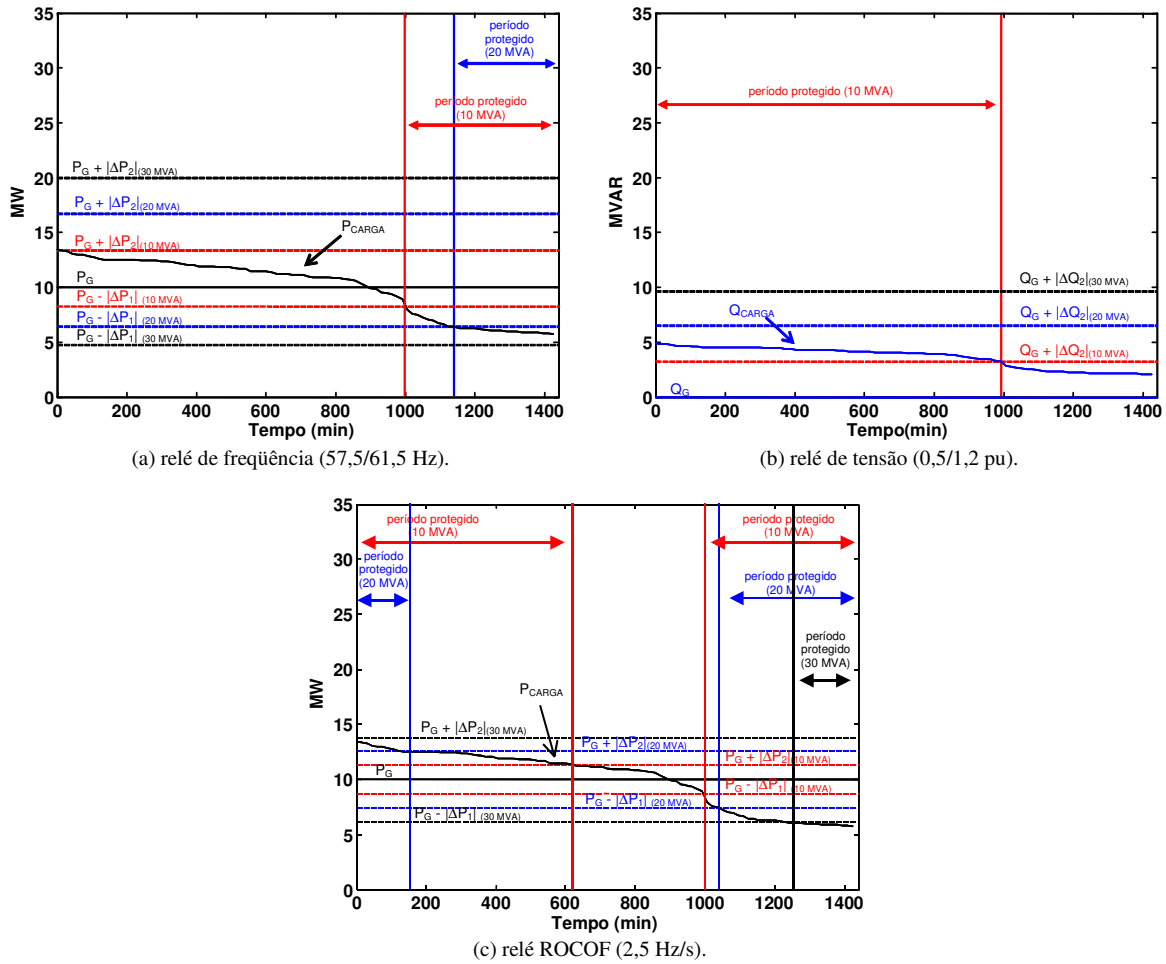 período
protegido
(20 MVA)
período protegido
(10 MVA)
P_G + |ΔP_2|(30 MVA)
P_G + |ΔP_2|(20 MVA)
P_CARGA
P_G + |ΔP_2|(10 MVA)
P_G
P_G - |ΔP_1| (10 MVA)
P_G - |ΔP_1| (20 MVA)
P_G - |ΔP_1| (30 MVA)
MW
35
30
25
20
15
10
5
0
0 200 400 600 800 1000 1200 1400
Tempo (min)
(a) relé de freqüência (57,5/61,5 Hz).
período protegido (10 MVA)
Q_G + |ΔQ_2|(30 MVA)
Q_G + |ΔQ_2|(20 MVA)
Q_CARGA
Q_G + |ΔQ_2|(10 MVA)
Q_G
MVAR
35
30
25
20
15
10
5
0
0 200 400 600 800 1000 1200 1400
Tempo(min)
(b) relé de tensão (0,5/1,2 pu).
período protegido
(10 MVA)
período
protegido
(20 MVA)
periodo protegido
(10 MVA)
período protegido
(20 MVA)
período
protegido
(30 MVA)
P_CARGA
P_G + |ΔP_2|(30 MVA)
P_G + |ΔP_2|(20 MVA)
P_G + |ΔP_2|(10 MVA)
P_G
P_G - |ΔP_1| (10 MVA)
P_G - |ΔP_1| (20 MVA)
P_G - |ΔP_1| (30 MVA)
MW
35
30
25
20
15
10
5
0
0 200 400 600 800 1000 1200 1400
Tempo (min)
(c) relé ROCOF (2,5 Hz/s).